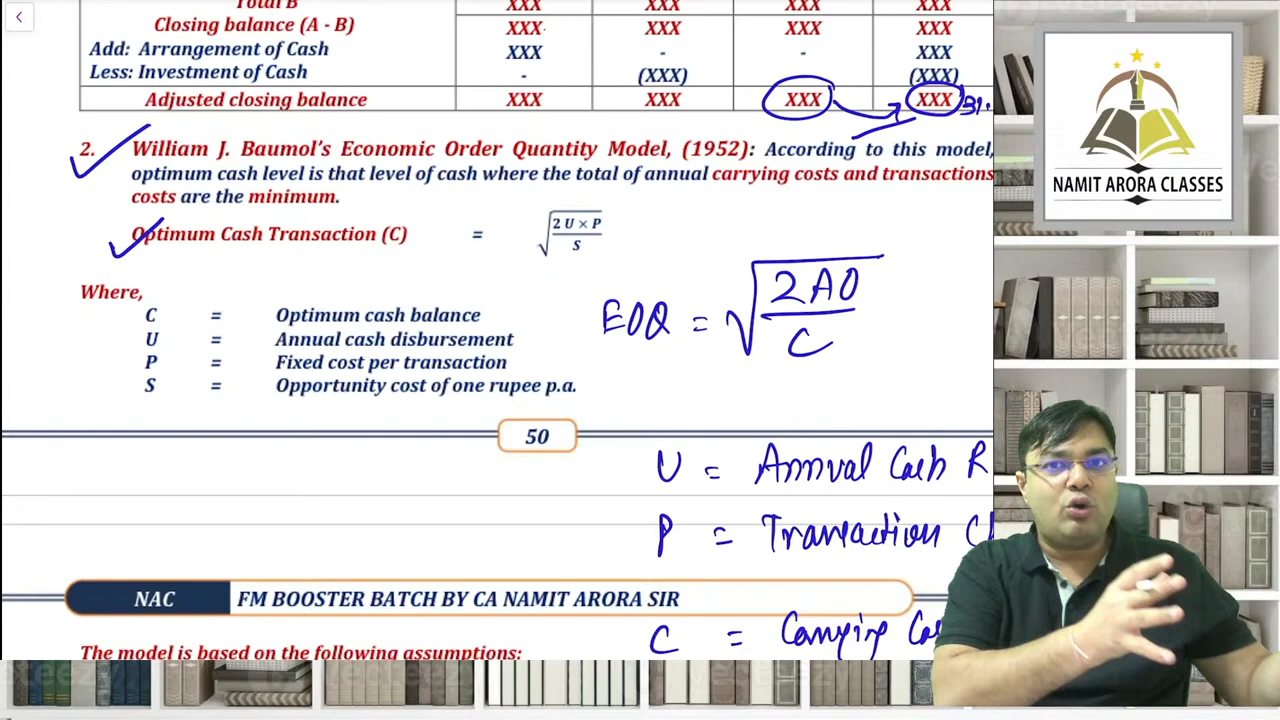 Total B XXX XXX XXX XXX
Closing balance (A - B) XXX XXX XXX XXX
Add: Arrangement of Cash XXX - - XXX
Less: Investment of Cash - (XXX) (XXX)
Adjusted closing balance XXX XXX XXX XXX
2. William J. Baumol's Economic Order Quantity Model, (1952): According to this model,
optimum cash level is that level of cash where the total of annual carrying costs and transactions
costs are the minimum.
Optimum Cash Transaction (C) = √ 2 U × P / S
EOQ = √ 2AO / C
Where,
C = Optimum cash balance
U = Annual cash disbursement
P = Fixed cost per transaction
S = Opportunity cost of one rupee p.a.
50
U = Annual Cash R
P = Transaction
NAC FM BOOSTER BATCH BY CA NAMIT ARORA SIR
C = Carrying
The model is based on the following assumptions:
NAMIT ARORA CLASSES